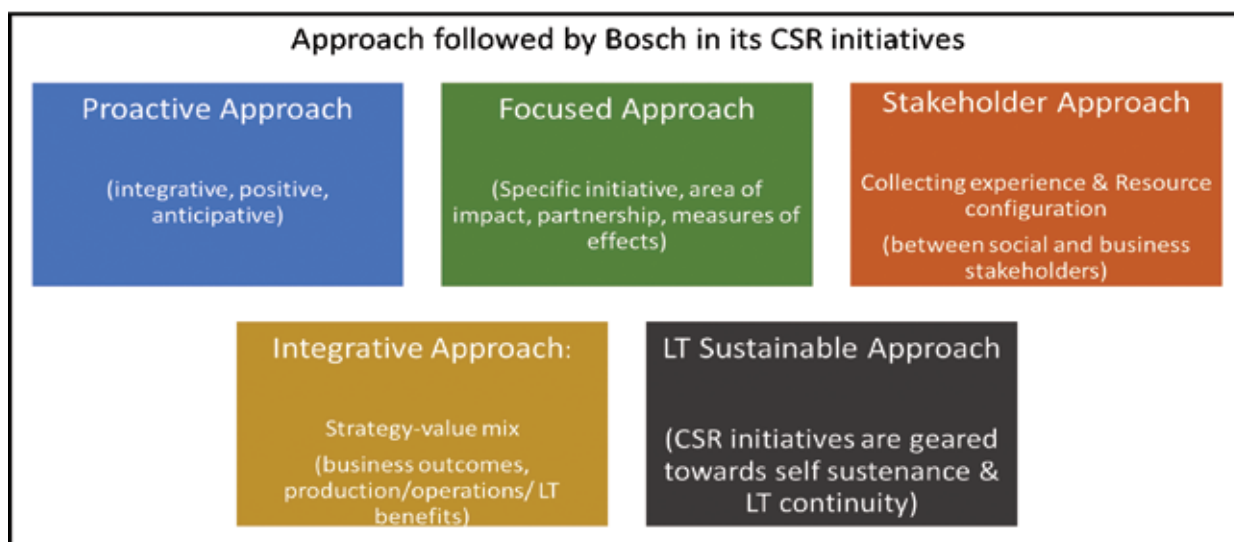 Approach followed by Bosch in its CSR initiatives
Proactive Approach
(integrative, positive,
anticipative)
Focused Approach
(Specific initiative, area of
impact, partnership, measures of
effects)
Stakeholder Approach
Collecting experience & Resource
configuration
(between social and business
stakeholders)
Integrative Approach:
Strategy-value mix
(business outcomes,
production/operations/ LT
benefits)
LT Sustainable Approach
(CSR initiatives are geared
towards self sustenance &
LT continuity)